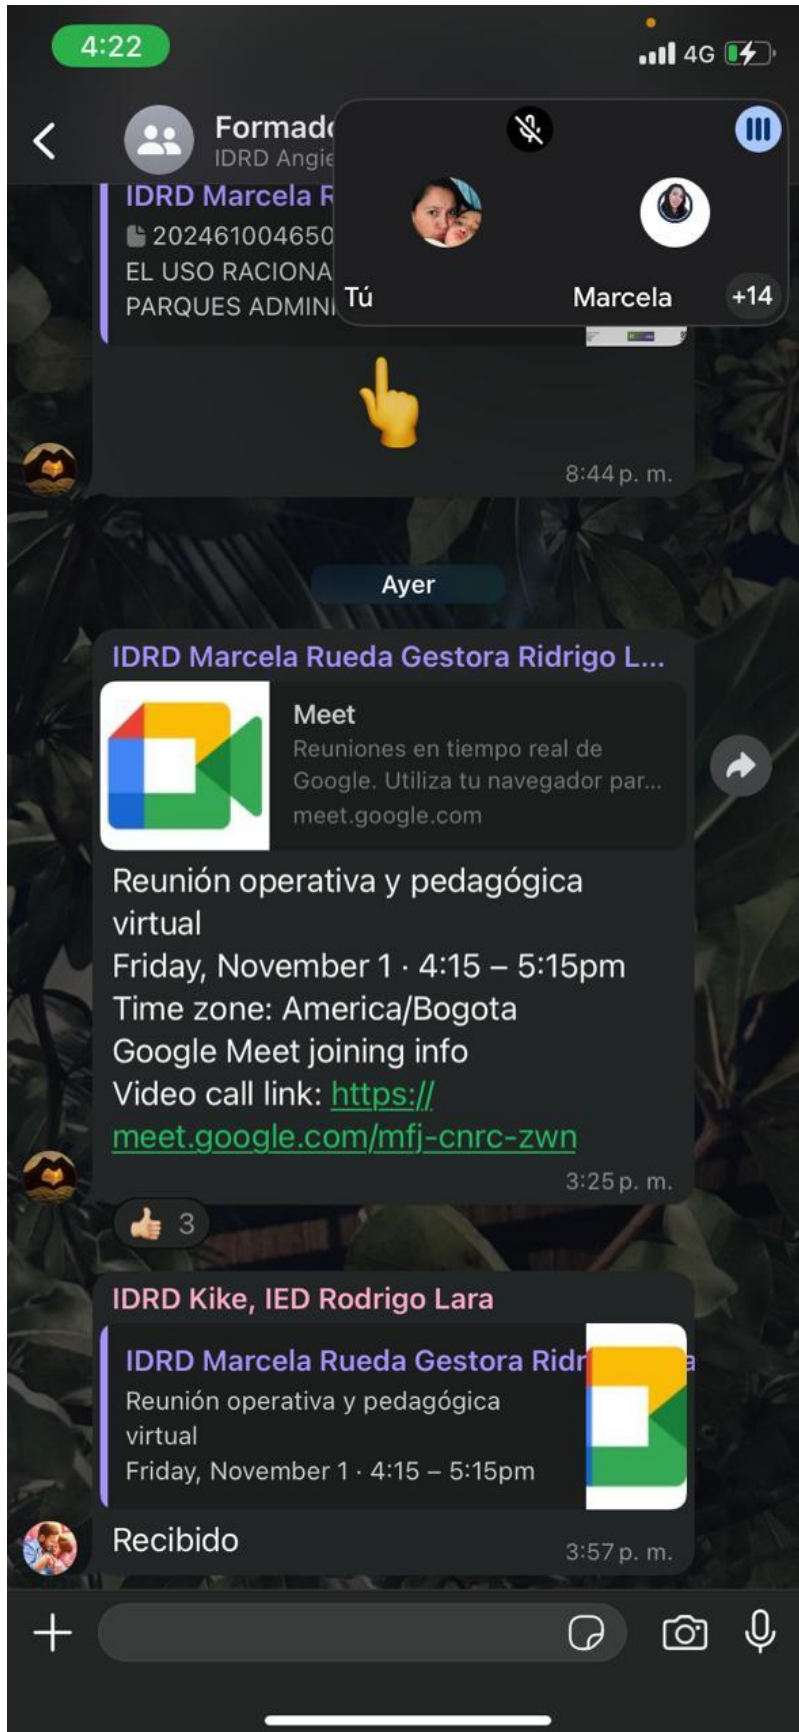 4:22
4G
Formado
IDRD Angie
Tú
Marcela
+14
IDRD Marcela R
202461004650
EL USO RACIONA
PARQUES ADMINI
8:44 p. m.
Ayer
IDRD Marcela Rueda Gestora Ridrigo L...
Meet
Reuniones en tiempo real de
Google. Utiliza tu navegador par...
meet.google.com
Reunión operativa y pedagógica
virtual
Friday, November 1 · 4:15 – 5:15pm
Time zone: America/Bogota
Google Meet joining info
Video call link: https://
meet.google.com/mfj-cnrc-zwn
3:25 p. m.
3
IDRD Kike, IED Rodrigo Lara
IDRD Marcela Rueda Gestora Ridr
Reunión operativa y pedagógica
virtual
Friday, November 1 · 4:15 – 5:15pm
Recibido
3:57 p. m.